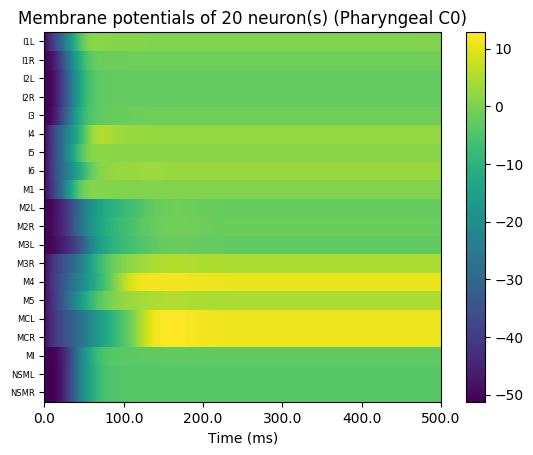 Membrane potentials of 20 neuron(s) (Pharyngeal C0)
I1L
I1R
I2L
I2R
I3
I4
I5
I6
M1
M2L
M2R
M3L
M3R
M4
M5
MCL
MCR
MI
NSML
NSMR
0.0 100.0 200.0 300.0 400.0 500.0
Time (ms)
10
0
−10
−20
−30
−40
−50